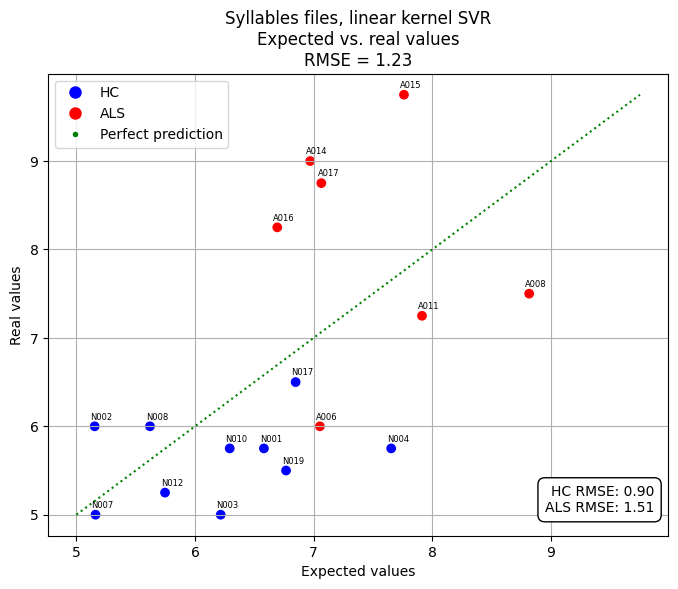 Syllables files, linear kernel SVR
Expected vs. real values
RMSE = 1.23
HC
ALS
Perfect prediction
A015
A014
A017
A016
A008
A011
N017
N002
N008
A006
N010
N001
N004
N019
N012
N007
N003
HC RMSE: 0.90
ALS RMSE: 1.51
9
8
7
6
5
Real values
5 6 7 8 9
Expected values